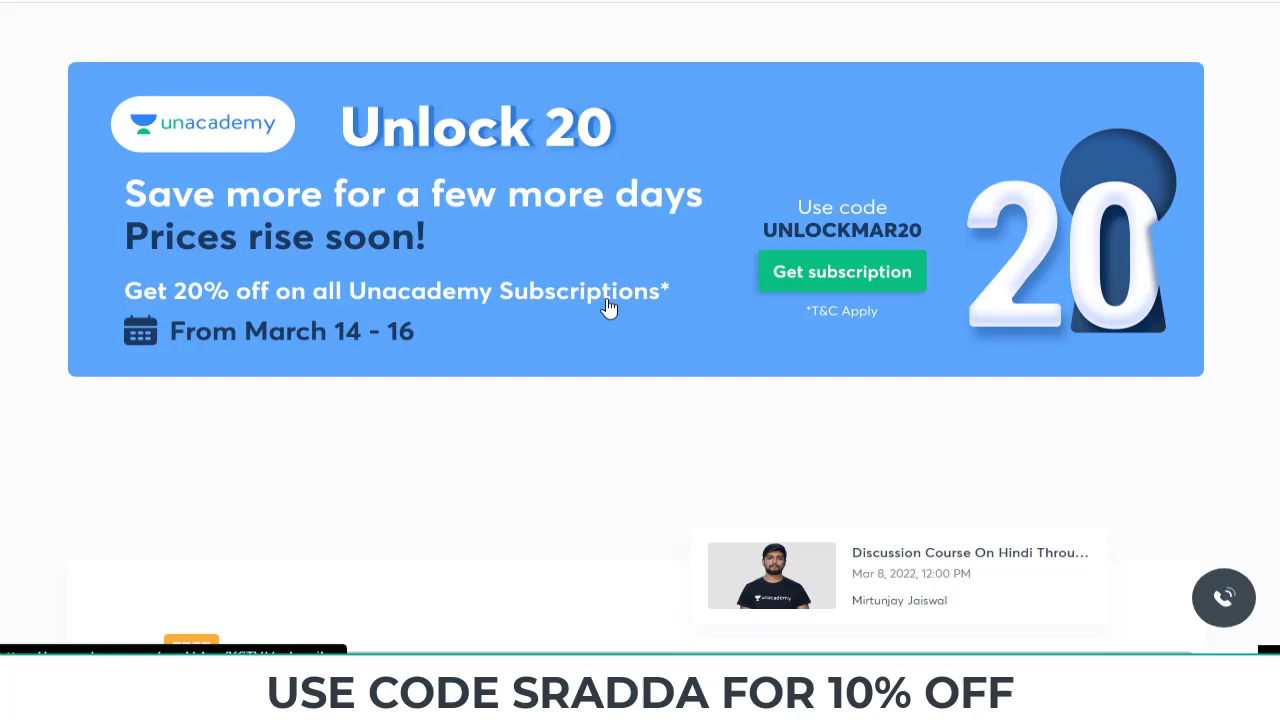 unacademy
Unlock 20
Save more for a few more days
Prices rise soon!
Get 20% off on all Unacademy Subscriptions*
From March 14 - 16
Use code
UNLOCKMAR20
Get subscription
*T&C Apply
20
Discussion Course On Hindi Throu...
Mar 8, 2022, 12:00 PM
Mirtunjay Jaiswal
unacademy
USE CODE SRADDA FOR 10% OFF